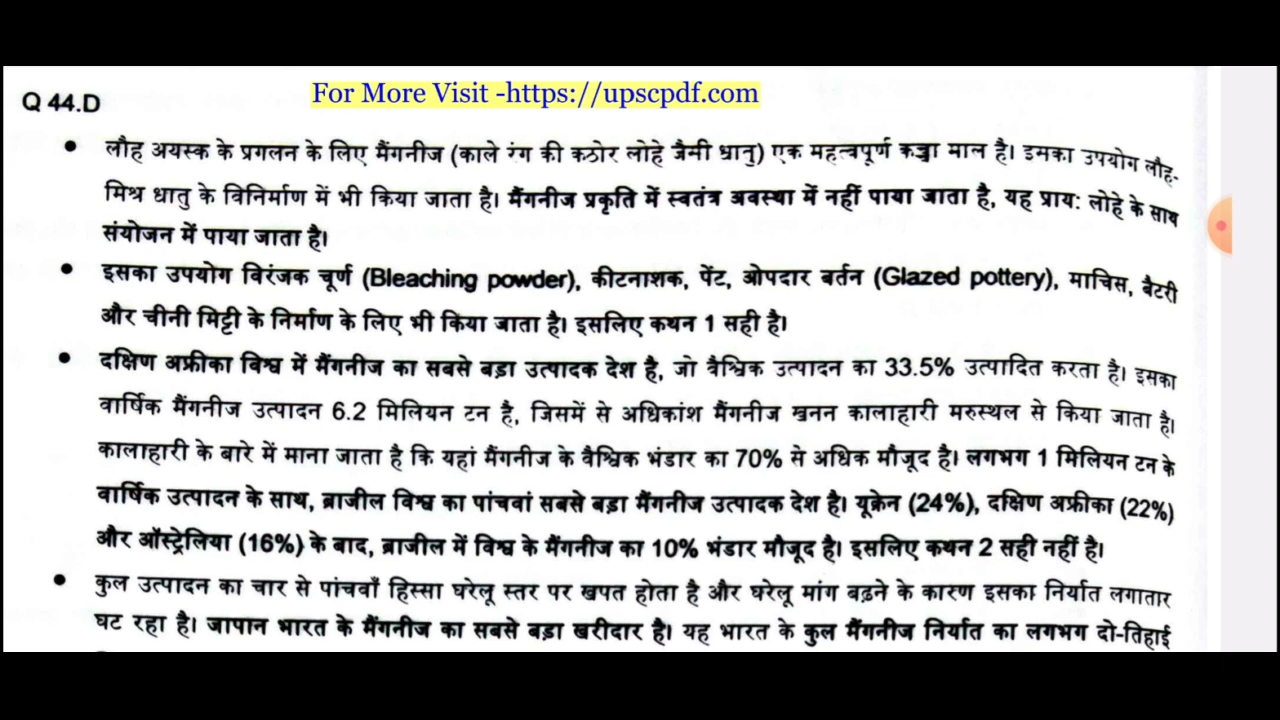 For More Visit -https://upscpdf.com
Q 44.D
• लौह अयस्क के प्रगलन के लिए मैंगनीज (काले रंग की कठोर लोहे जैसी धातु) एक महत्वपूर्ण कच्चा माल है। इसका उपयोग लौह-
मिश्र धातु के विनिर्माण में भी किया जाता है। मैंगनीज प्रकृति में स्वतंत्र अवस्था में नहीं पाया जाता है, यह प्राय: लोहे के साथ
संयोजन में पाया जाता है।
• इसका उपयोग विरंजक चूर्ण (Bleaching powder), कीटनाशक, पेंट, ओपदार बर्तन (Glazed pottery), माचिस, बैटरी
और चीनी मिट्टी के निर्माण के लिए भी किया जाता है। इसलिए कथन 1 सही है।
• दक्षिण अफ्रीका विश्व में मैंगनीज का सबसे बड़ा उत्पादक देश है, जो वैश्विक उत्पादन का 33.5% उत्पादित करता है। इसका
वार्षिक मैंगनीज उत्पादन 6.2 मिलियन टन है, जिसमें से अधिकांश मैंगनीज खनन कालाहारी मरुस्थल से किया जाता है।
कालाहारी के बारे में माना जाता है कि यहां मैंगनीज के वैश्विक भंडार का 70% से अधिक मौजूद है। लगभग 1 मिलियन टन के
वार्षिक उत्पादन के साथ, ब्राजील विश्व का पांचवां सबसे बड़ा मैंगनीज उत्पादक देश है। यूक्रेन (24%), दक्षिण अफ्रीका (22%)
और ऑस्ट्रेलिया (16%) के बाद, ब्राजील में विश्व के मैंगनीज का 10% भंडार मौजूद है। इसलिए कथन 2 सही नहीं है।
• कुल उत्पादन का चार से पांचवाँ हिस्सा घरेलू स्तर पर खपत होता है और घरेलू मांग बढ़ने के कारण इसका निर्यात लगातार
घट रहा है। जापान भारत के मैंगनीज का सबसे बड़ा खरीदार है। यह भारत के कुल मैंगनीज निर्यात का लगभग दो-तिहाई